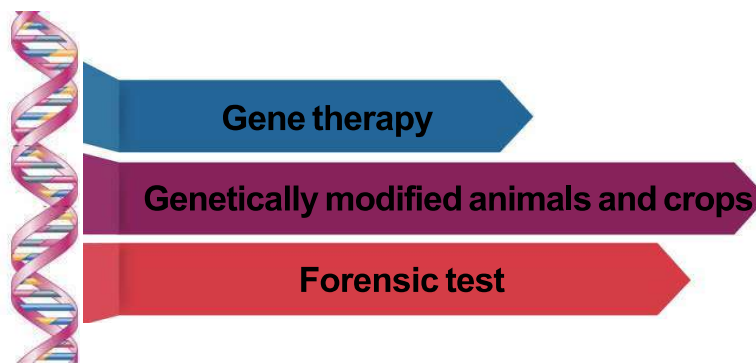 Gene therapy
Genetically modified animals and crops
Forensic test